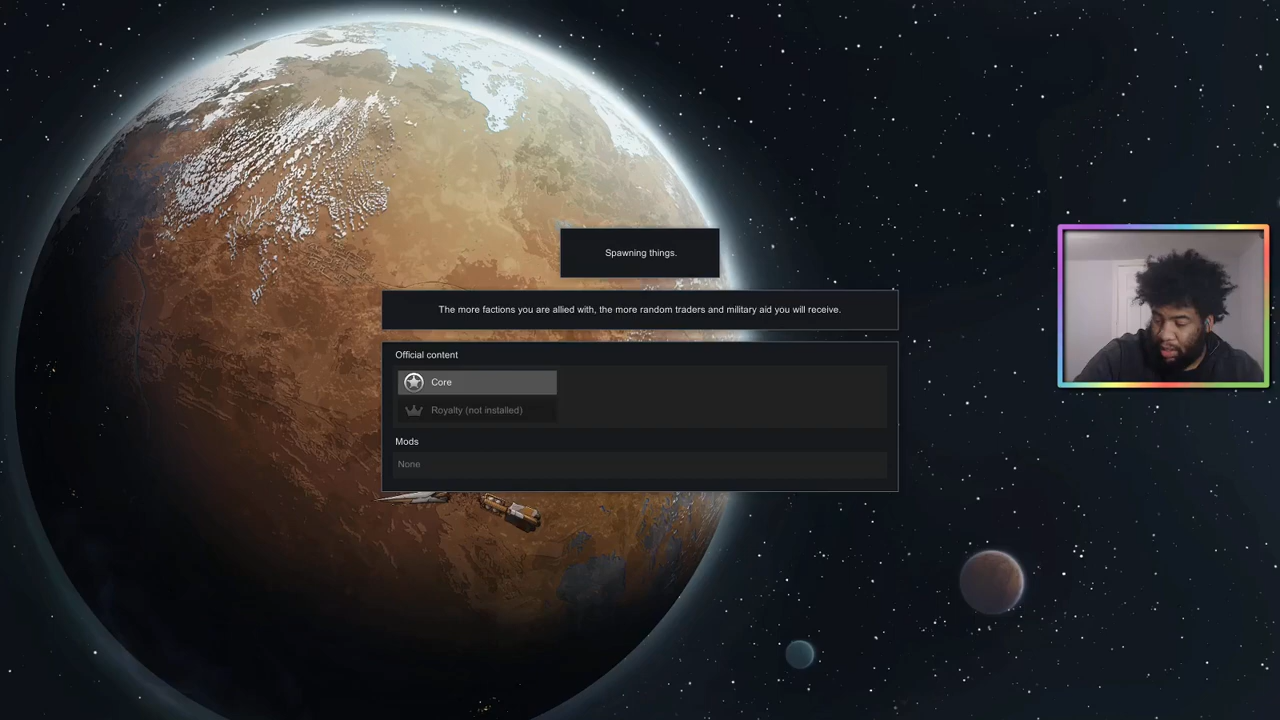 Spawning things.
The more factions you are allied with, the more random traders and military aid you will receive.
Official content
Core
Royalty (not installed)
Mods
None